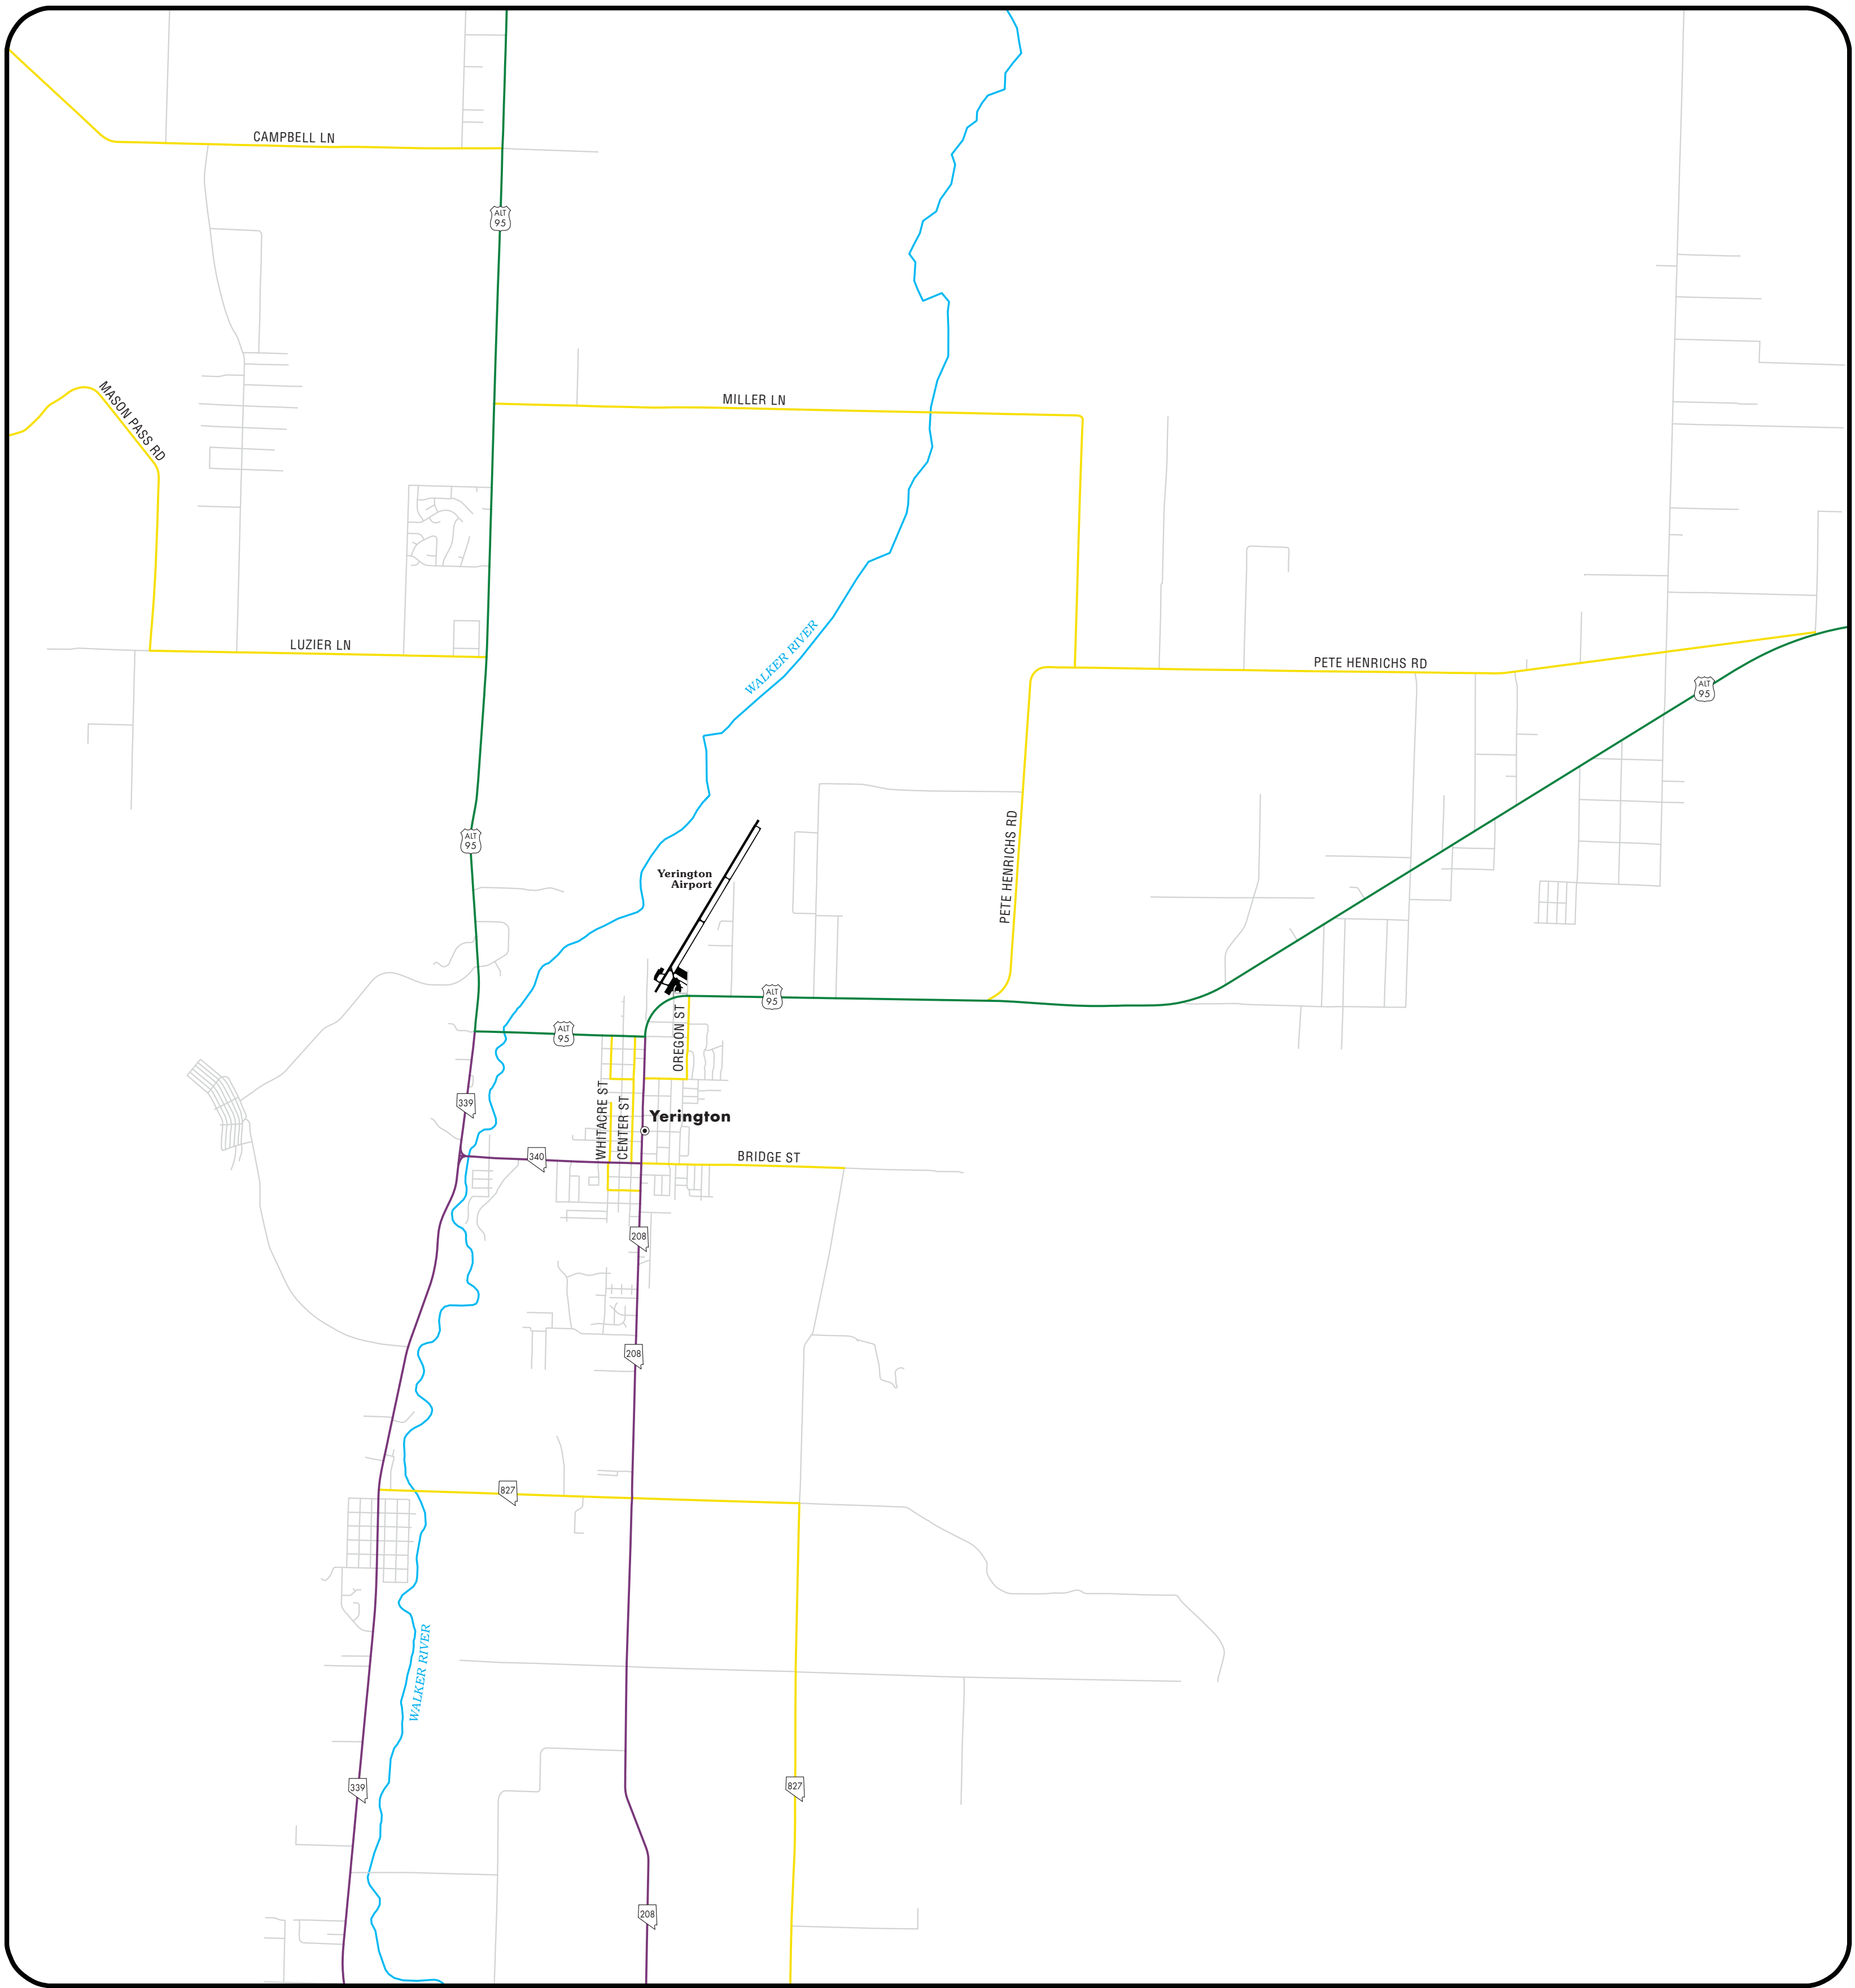 CAMPBELL LN
ALT
95
MASON PASS RD
MILLER LN
WALKER RIVER
LUZIER LN
PETE HENRICHS RD
ALT
95
ALT
95
PETE HENRICHS RD
Yerington
Airport
ALT
95
ALT
95
OREGON ST
WHITACRE ST
CENTER ST
339
Yerington
340
BRIDGE ST
208
208
827
WALKER RIVER
339
827
208